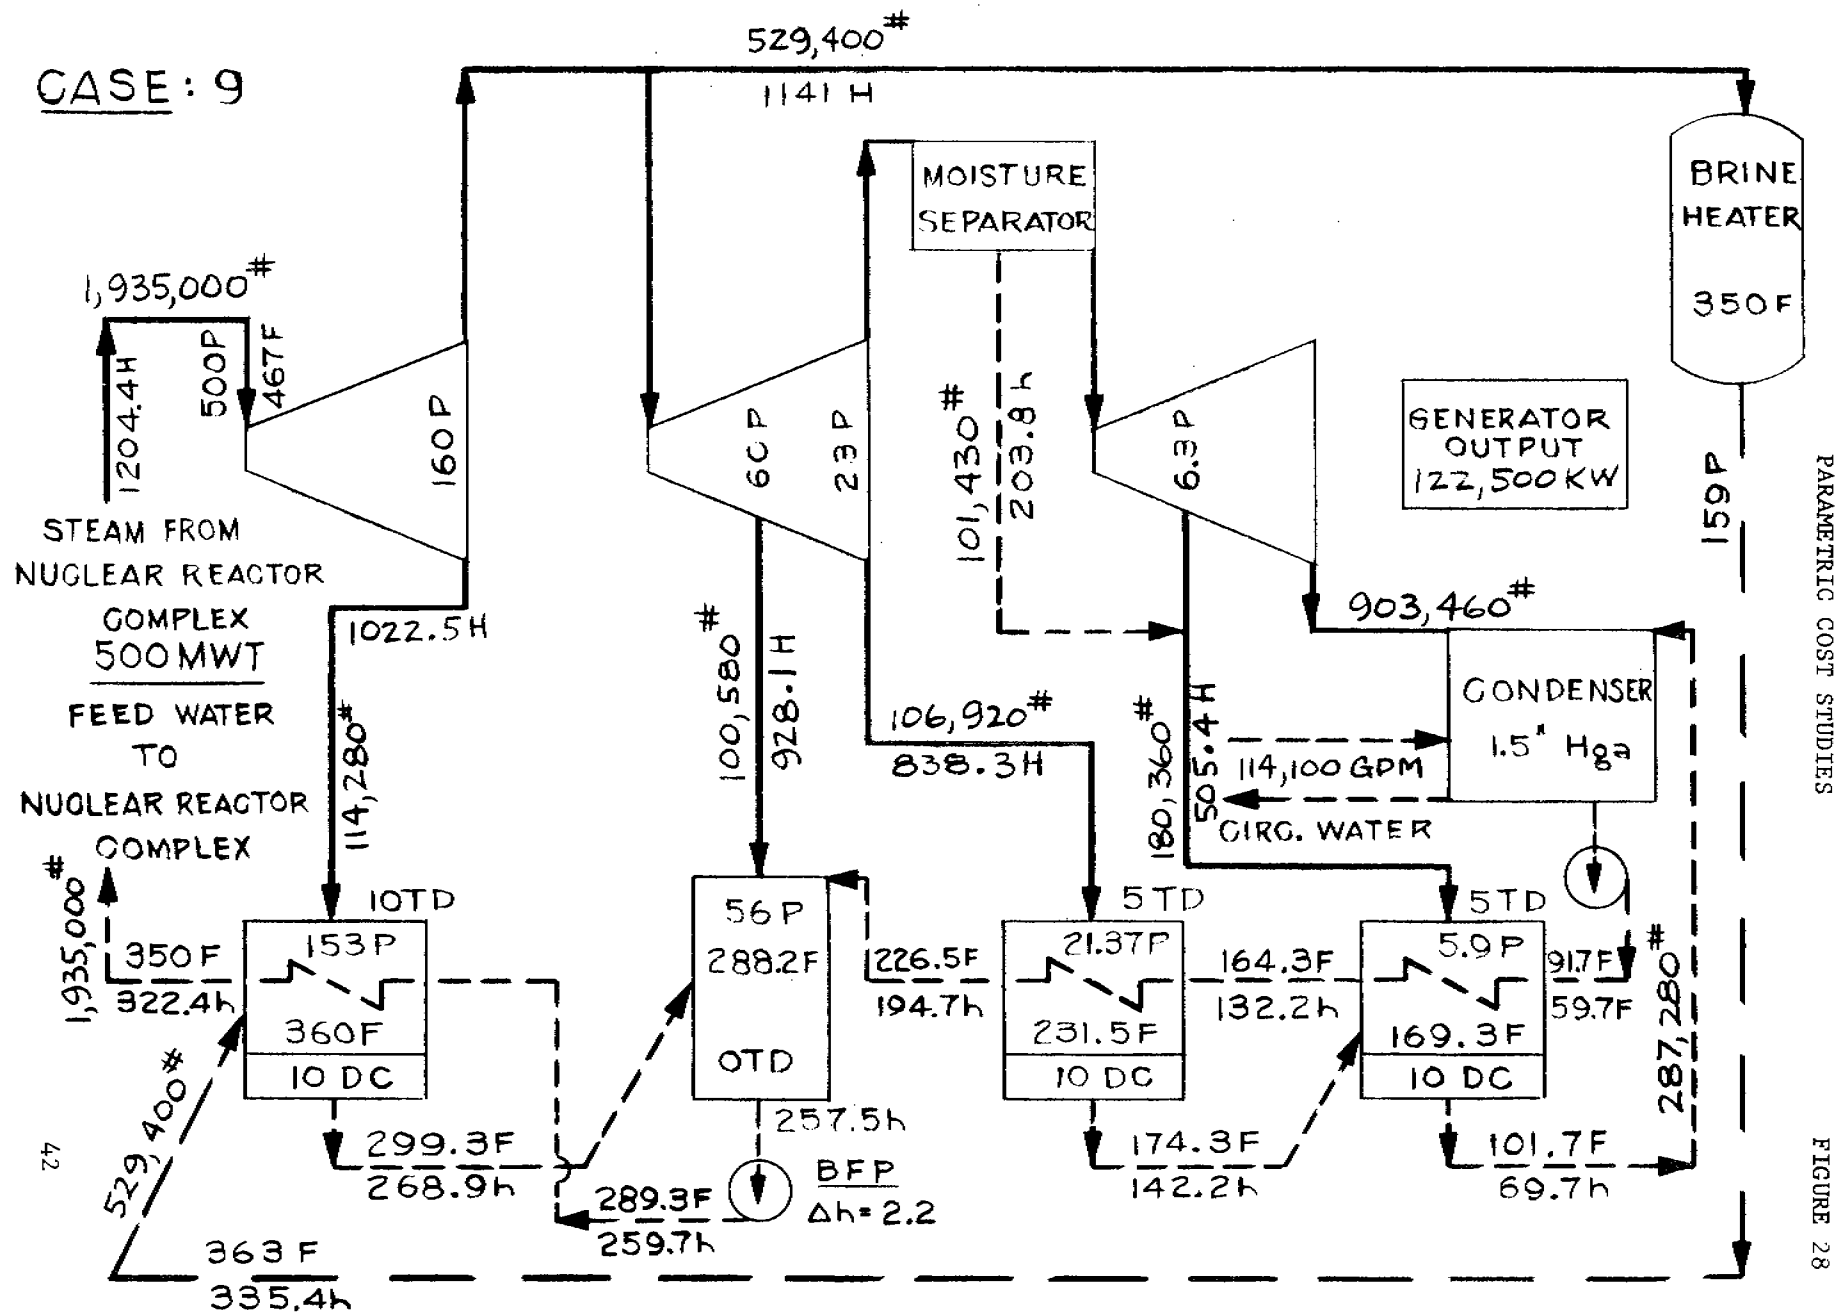 CASE: 9
529,400#
1141 H
MOISTURE
SEPARATOR
BRINE
HEATER
350F
1,935,000#
1204.4H
500P
467F
160P
60P
23P
6.3P
101,430#
203.8h
GENERATOR
OUTPUT
122,500KW
159P
STEAM FROM
NUCLEAR REACTOR
COMPLEX
500MWT
FEED WATER
TO
NUCLEAR REACTOR
COMPLEX
1022.5H
114,280#
100,580#
928.1H
106,920#
838.3H
180,360#
505.4H
903,460#
CONDENSER
1.5" Hga
114,100 GPM
CIRC. WATER
1,935,000#
350F
322.4h
10TD
153P
360F
10 DC
56P
288.2F
0TD
226.5F
194.7h
5TD
21.37P
231.5F
10 DC
164.3F
132.2h
5TD
5.9P
169.3F
10 DC
91.7F
59.7F
287,280#
529,400#
299.3F
268.9h
257.5h
BFP
Δh=2.2
289.3F
259.7h
174.3F
142.2h
101.7F
69.7h
363F
335.4h
PARAMETRIC COST STUDIES
FIGURE 28
42